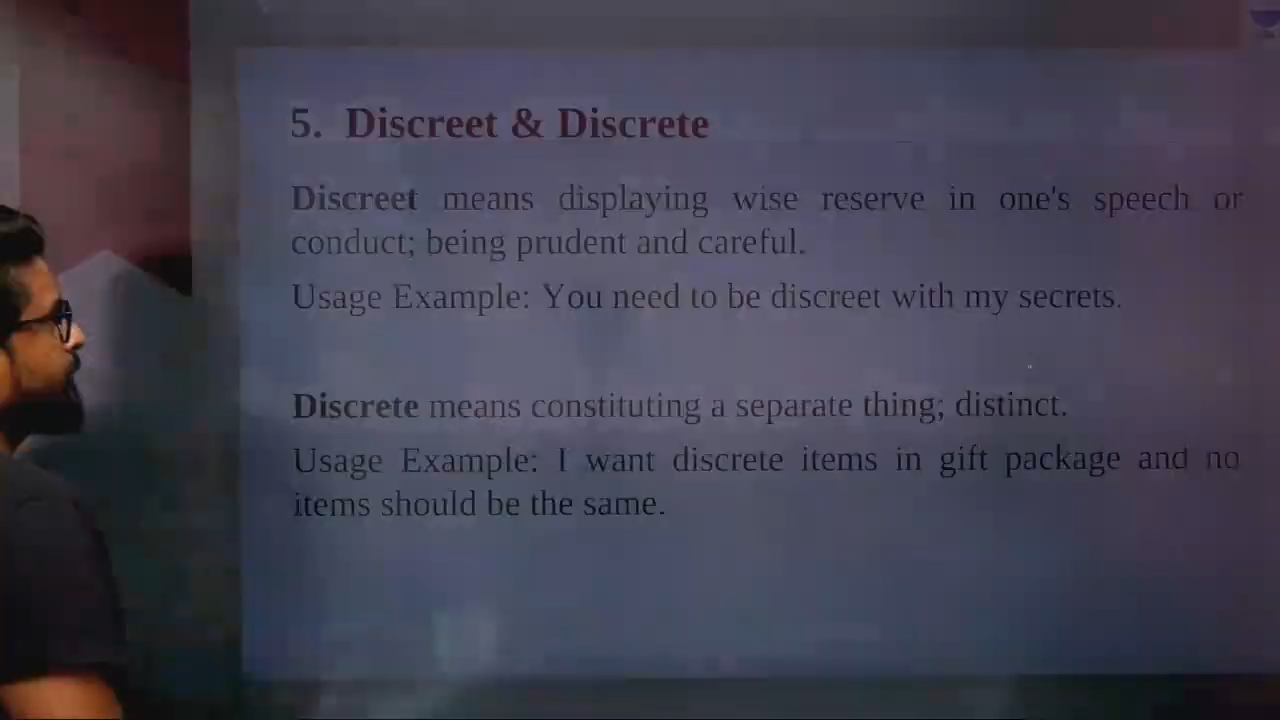 5. Discreet & Discrete
Discreet means displaying wise reserve in one's speech or
conduct; being prudent and careful.
Usage Example: You need to be discreet with my secrets.
Discrete means constituting a separate thing; distinct.
Usage Example: I want discrete items in gift package and no
items should be the same.